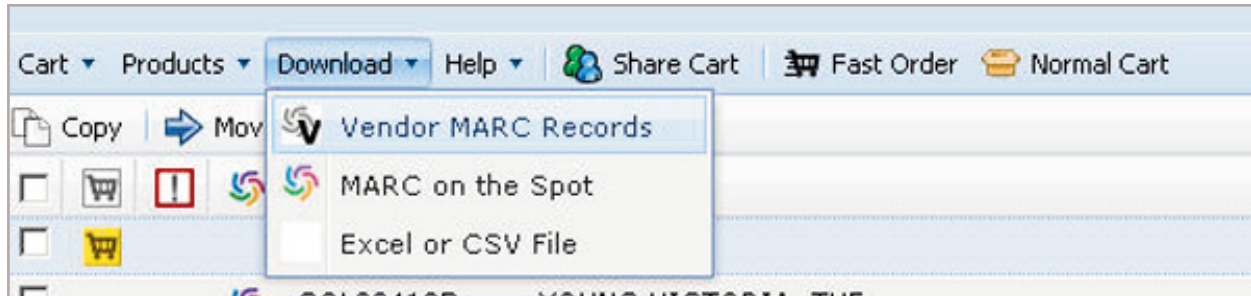 Cart Products Download Help Share Cart Fast Order Normal Cart
Copy Mov Vendor MARC Records
MARC on the Spot
Excel or CSV File
YOUNG VICTORIA, THE